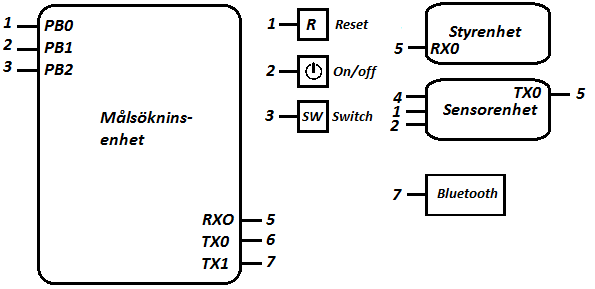 1 PB0
2 PB1
3 PB2
Målsöknins-
enhet
RXO 5
TX0 6
TX1 7
1 R Reset
2 On/off
3 SW Switch
Styrenhet
5 RX0
TX0 5
4
1
2
Sensorenhet
7 Bluetooth